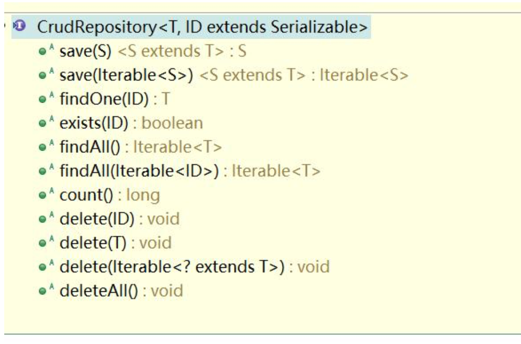 CrudRepository<T, ID extends Serializable>
save(S) <S extends T> : S
save(Iterable<S>) <S extends T> : Iterable<S>
findOne(ID) : T
exists(ID) : boolean
findAll() : Iterable<T>
findAll(Iterable<ID>) : Iterable<T>
count() : long
delete(ID) : void
delete(T) : void
delete(Iterable<? extends T>) : void
deleteAll() : void